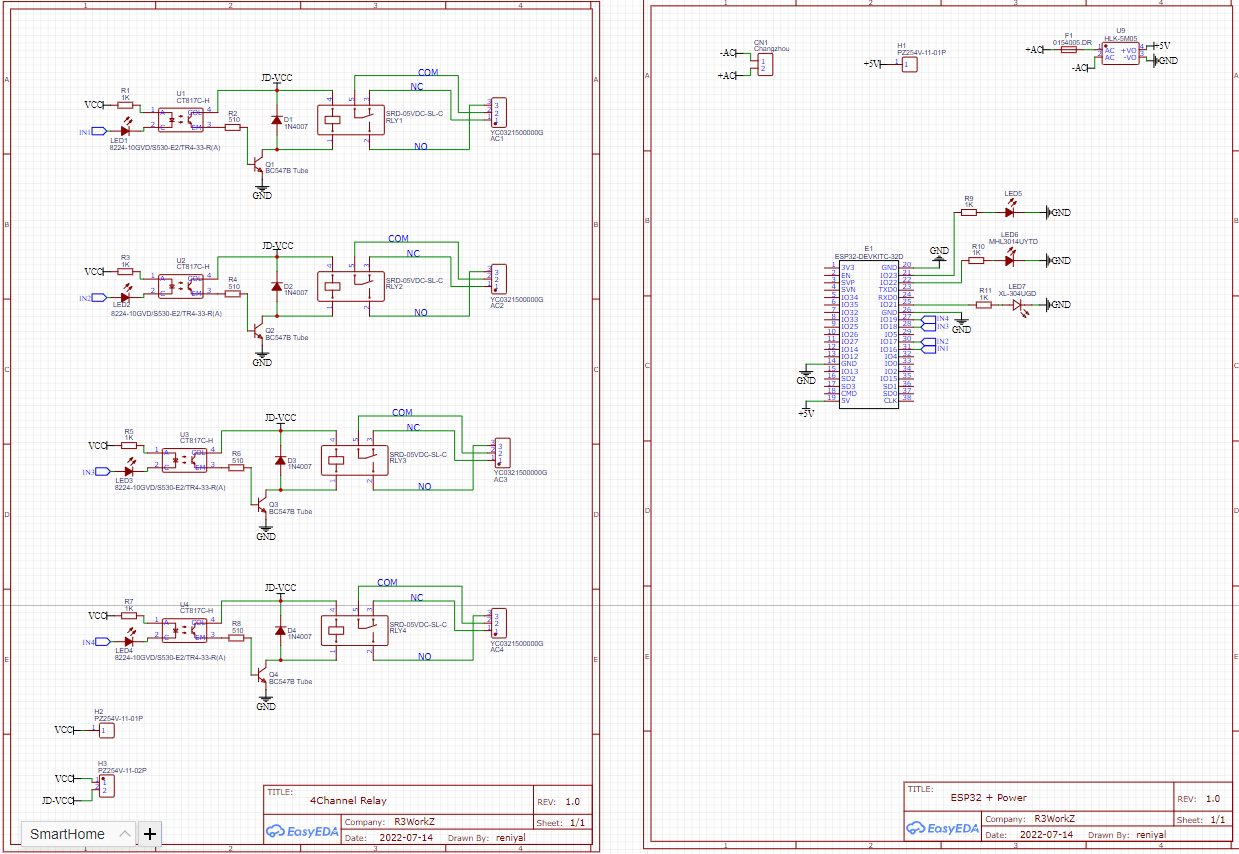 1 2 3 4
A
B
C
D
E
JD-VCC
COM
NC
VCC
R1
1K
U1
CT817C-H
R2
510
D1
1N4007
SRD-05VDC-SL-C
RLY1
YC0321500000G
AC1
IN1
LED1
8224-10GVD/S530-E2/TR4-33-R(A)
NO
Q1
BC547B Tube
GND
JD-VCC
COM
NC
VCC
R3
1K
U2
CT817C-H
R4
510
D2
1N4007
SRD-05VDC-SL-C
RLY2
YC0321500000G
AC2
IN2
LED2
8224-10GVD/S530-E2/TR4-33-R(A)
NO
Q2
BC547B Tube
GND
JD-VCC
COM
NC
VCC
R5
1K
U3
CT817C-H
R6
510
D3
1N4007
SRD-05VDC-SL-C
RLY3
YC0321500000G
AC3
IN3
LED3
8224-10GVD/S530-E2/TR4-33-R(A)
NO
Q3
BC547B Tube
GND
JD-VCC
COM
NC
VCC
R7
1K
U4
CT817C-H
R8
510
D4
1N4007
SRD-05VDC-SL-C
RLY4
YC0321500000G
AC4
IN4
LED4
8224-10GVD/S530-E2/TR4-33-R(A)
NO
Q4
BC547B Tube
GND
H2
PZ254V-11-01P
VCC 1 1
H3
PZ254V-11-02P
VCC 1
JD-VCC 2
TITLE:
4Channel Relay
REV: 1.0
EasyEDA
Company: R3WorkZ
Sheet: 1/1
Date: 2022-07-14 Drawn By: reniyal
SmartHome +
1 2 3 4
A
B
C
D
E
CN1
Changzhou
-AC 1
+AC 2
H1
PZ254V-11-01P
+5V 1 1
F1
0154005.DR
+AC
-AC
U9
HLK-5M05
AC +VO
AC -VO
+5V
GND
R9
1K
LED5
GND
R10
1K
LED6
MHL3014UYTD
GND
R11
1K
LED7
XL-304UGD
GND
E1
ESP32-DEVKITC-32D
GND
1 3V3 GND 20
2 EN IO23 21
3 SVP IO22 22
4 SVN TXD0 23
5 IO34 RXD0 24
6 IO35 IO21 25
7 IO32 GND 26
8 IO33 IO19 27 IN4
9 IO25 IO18 28 IN3
10 IO26 IO5 29
11 IO27 IO17 30 IN2
12 IO14 IO16 31 IN1
13 IO12 IO4 32
14 GND IO0 33
15 IO13 IO2 34
16 SD2 IO15 35
17 SD3 SD1 36
18 CMD SD0 37
19 5V CLK 38
GND
GND
+5V
TITLE:
ESP32 + Power
REV: 1.0
EasyEDA
Company: R3WorkZ
Sheet: 1/1
Date: 2022-07-14 Drawn By: reniyal